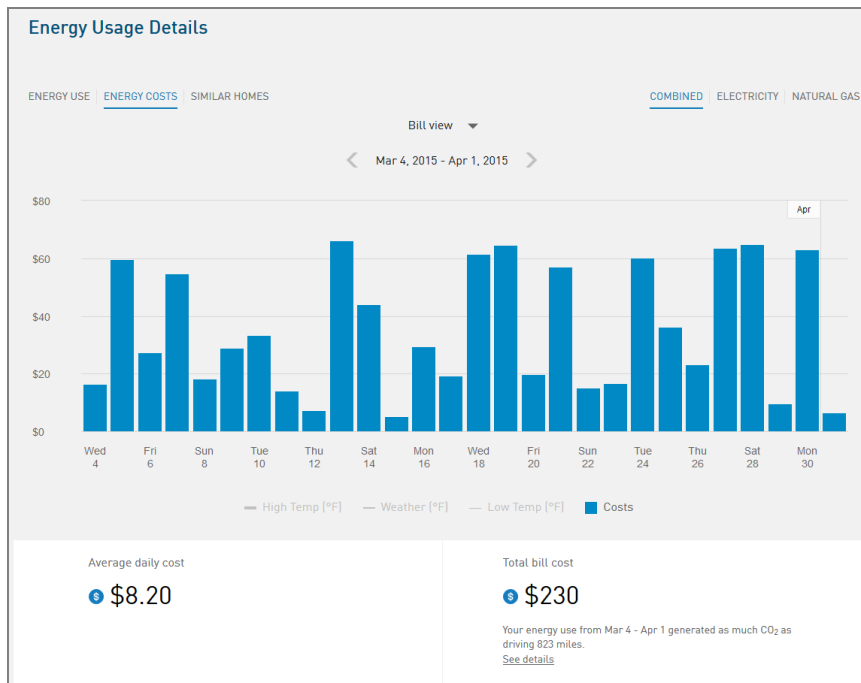 Energy Usage Details
ENERGY USE ENERGY COSTS SIMILAR HOMES COMBINED ELECTRICITY NATURAL GAS
Bill view
Mar 4, 2015 - Apr 1, 2015
$80
Apr
$60
$40
$20
$0
Wed Fri Sun Tue Thu Sat Mon Wed Fri Sun Tue Thu Sat Mon
4 6 8 10 12 14 16 18 20 22 24 26 28 30
High Temp (°F) Weather (°F) Low Temp (°F) Costs
Average daily cost Total bill cost
$ $8.20 $ $230
Your energy use from Mar 4 - Apr 1 generated as much CO₂ as
driving 823 miles.
See details